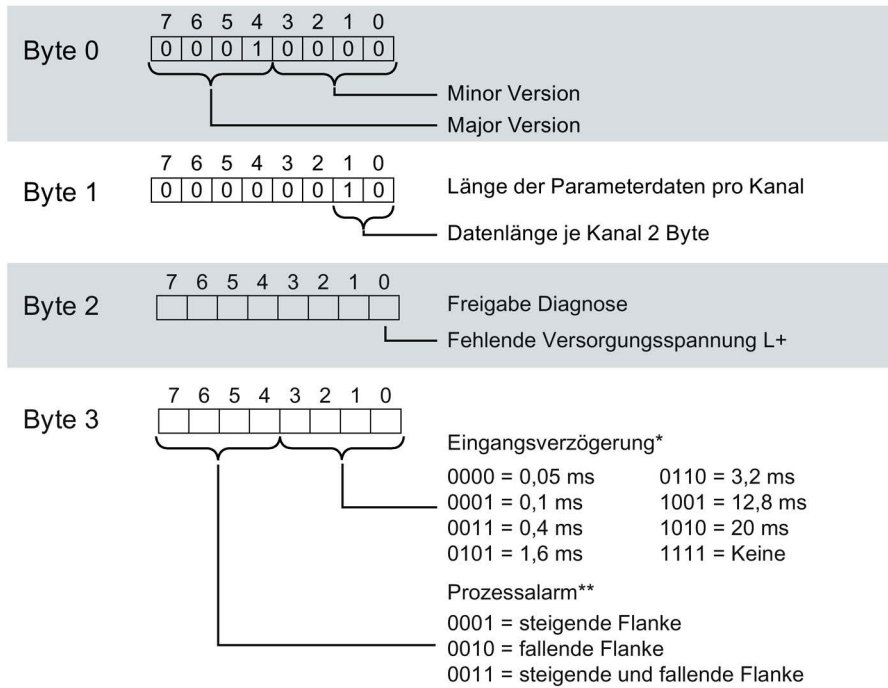 7 6 5 4 3 2 1 0
Byte 0
0 0 0 1 0 0 0 0
Minor Version
Major Version
7 6 5 4 3 2 1 0
Byte 1
0 0 0 0 0 0 1 0
Länge der Parameterdaten pro Kanal
Datenlänge je Kanal 2 Byte
7 6 5 4 3 2 1 0
Byte 2
Freigabe Diagnose
Fehlende Versorgungsspannung L+
7 6 5 4 3 2 1 0
Byte 3
Eingangsverzögerung*
0000 = 0,05 ms 0110 = 3,2 ms
0001 = 0,1 ms 1001 = 12,8 ms
0011 = 0,4 ms 1010 = 20 ms
0101 = 1,6 ms 1111 = Keine
Prozessalarm**
0001 = steigende Flanke
0010 = fallende Flanke
0011 = steigende und fallende Flanke